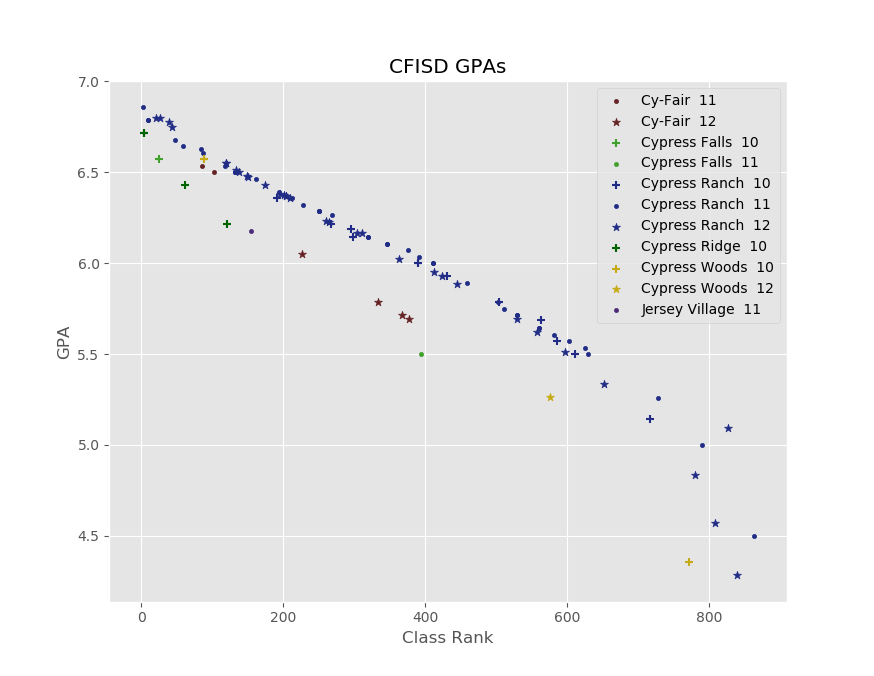 CFISD GPAs
7.0
6.5
6.0
5.5
5.0
4.5
GPA
0 200 400 600 800
Class Rank
Cy-Fair 11
Cy-Fair 12
Cypress Falls 10
Cypress Falls 11
Cypress Ranch 10
Cypress Ranch 11
Cypress Ranch 12
Cypress Ridge 10
Cypress Woods 10
Cypress Woods 12
Jersey Village 11